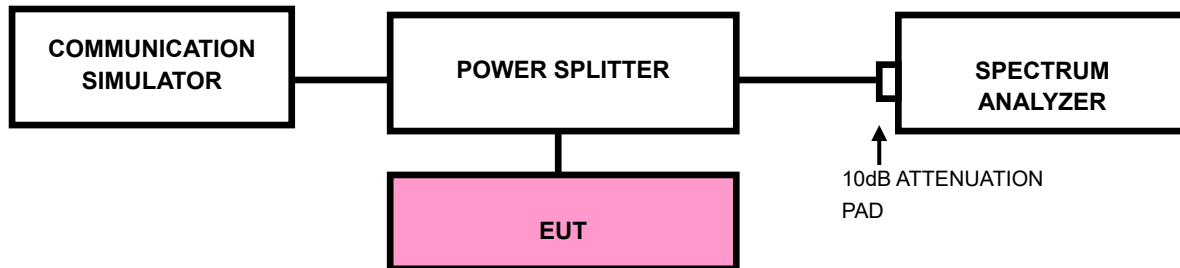 COMMUNICATION
SIMULATOR
POWER SPLITTER
SPECTRUM
ANALYZER
10dB ATTENUATION
PAD
EUT